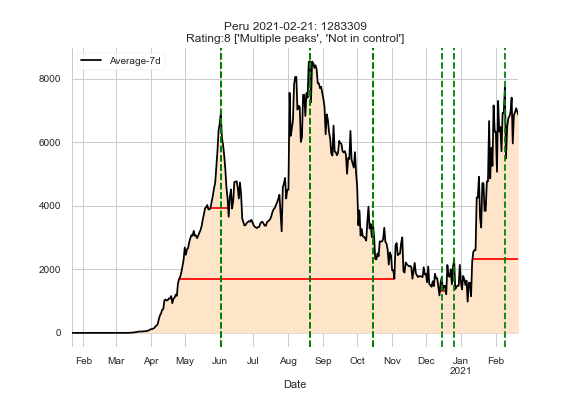 Peru 2021-02-21: 1283309
Rating:8 ['Multiple peaks', 'Not in control']
Average-7d
8000
6000
4000
2000
0
Feb Mar Apr May Jun Jul Aug Sep Oct Nov Dec Jan Feb
2021
Date